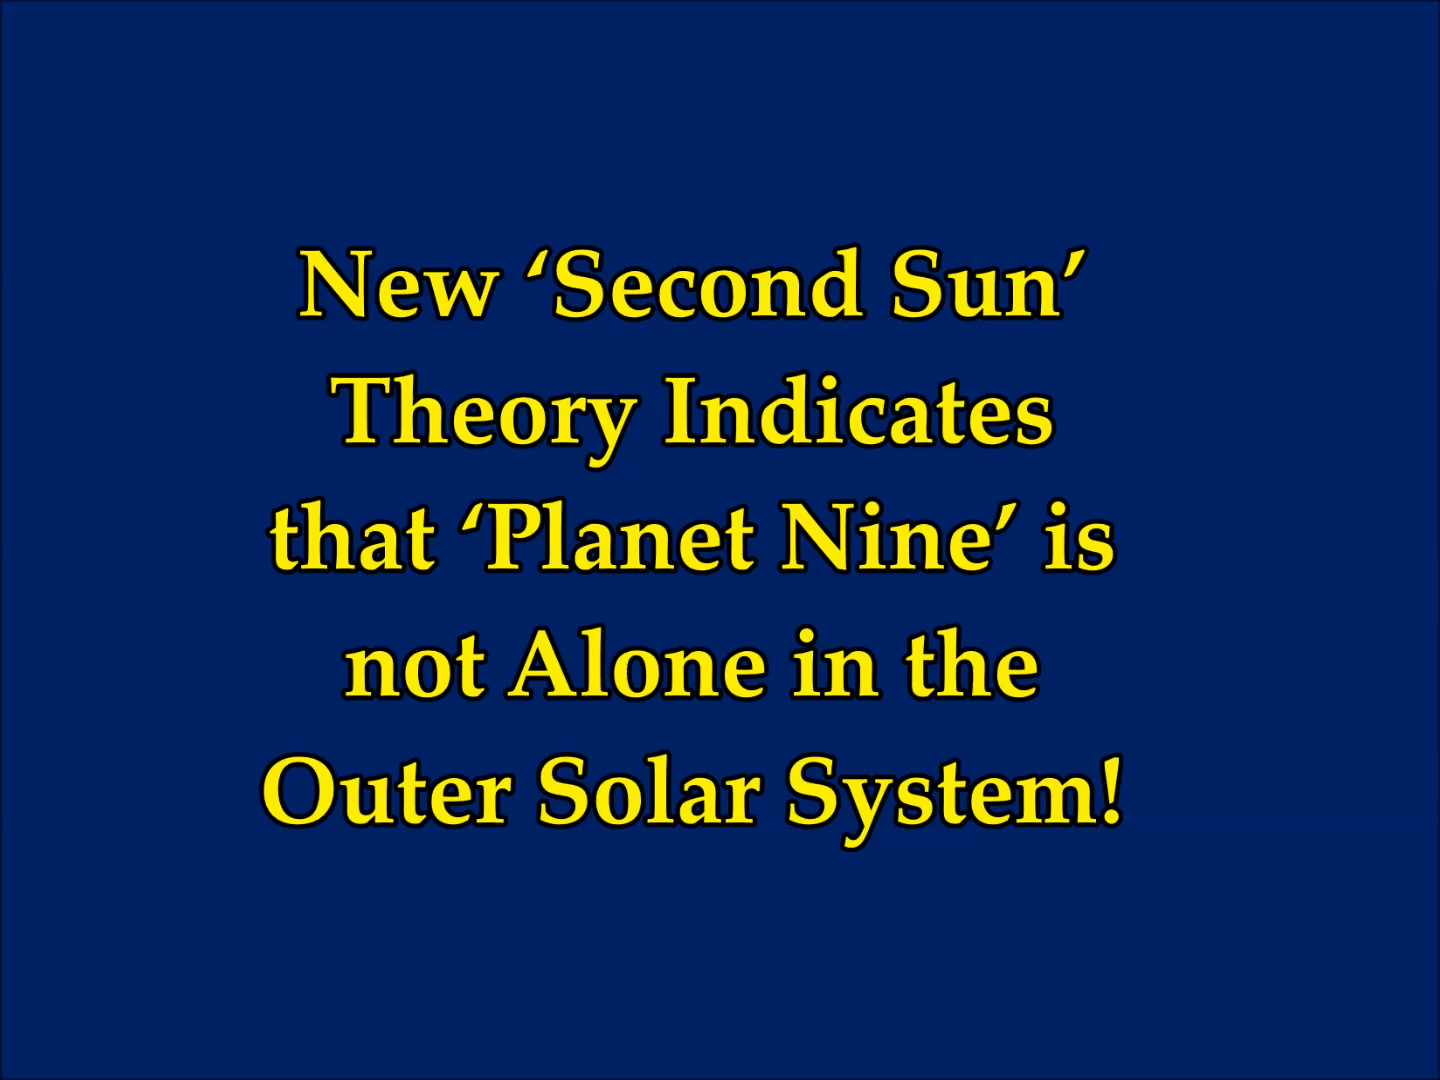 New ‘Second Sun’
Theory Indicates
that ‘Planet Nine’ is
not Alone in the
Outer Solar System!